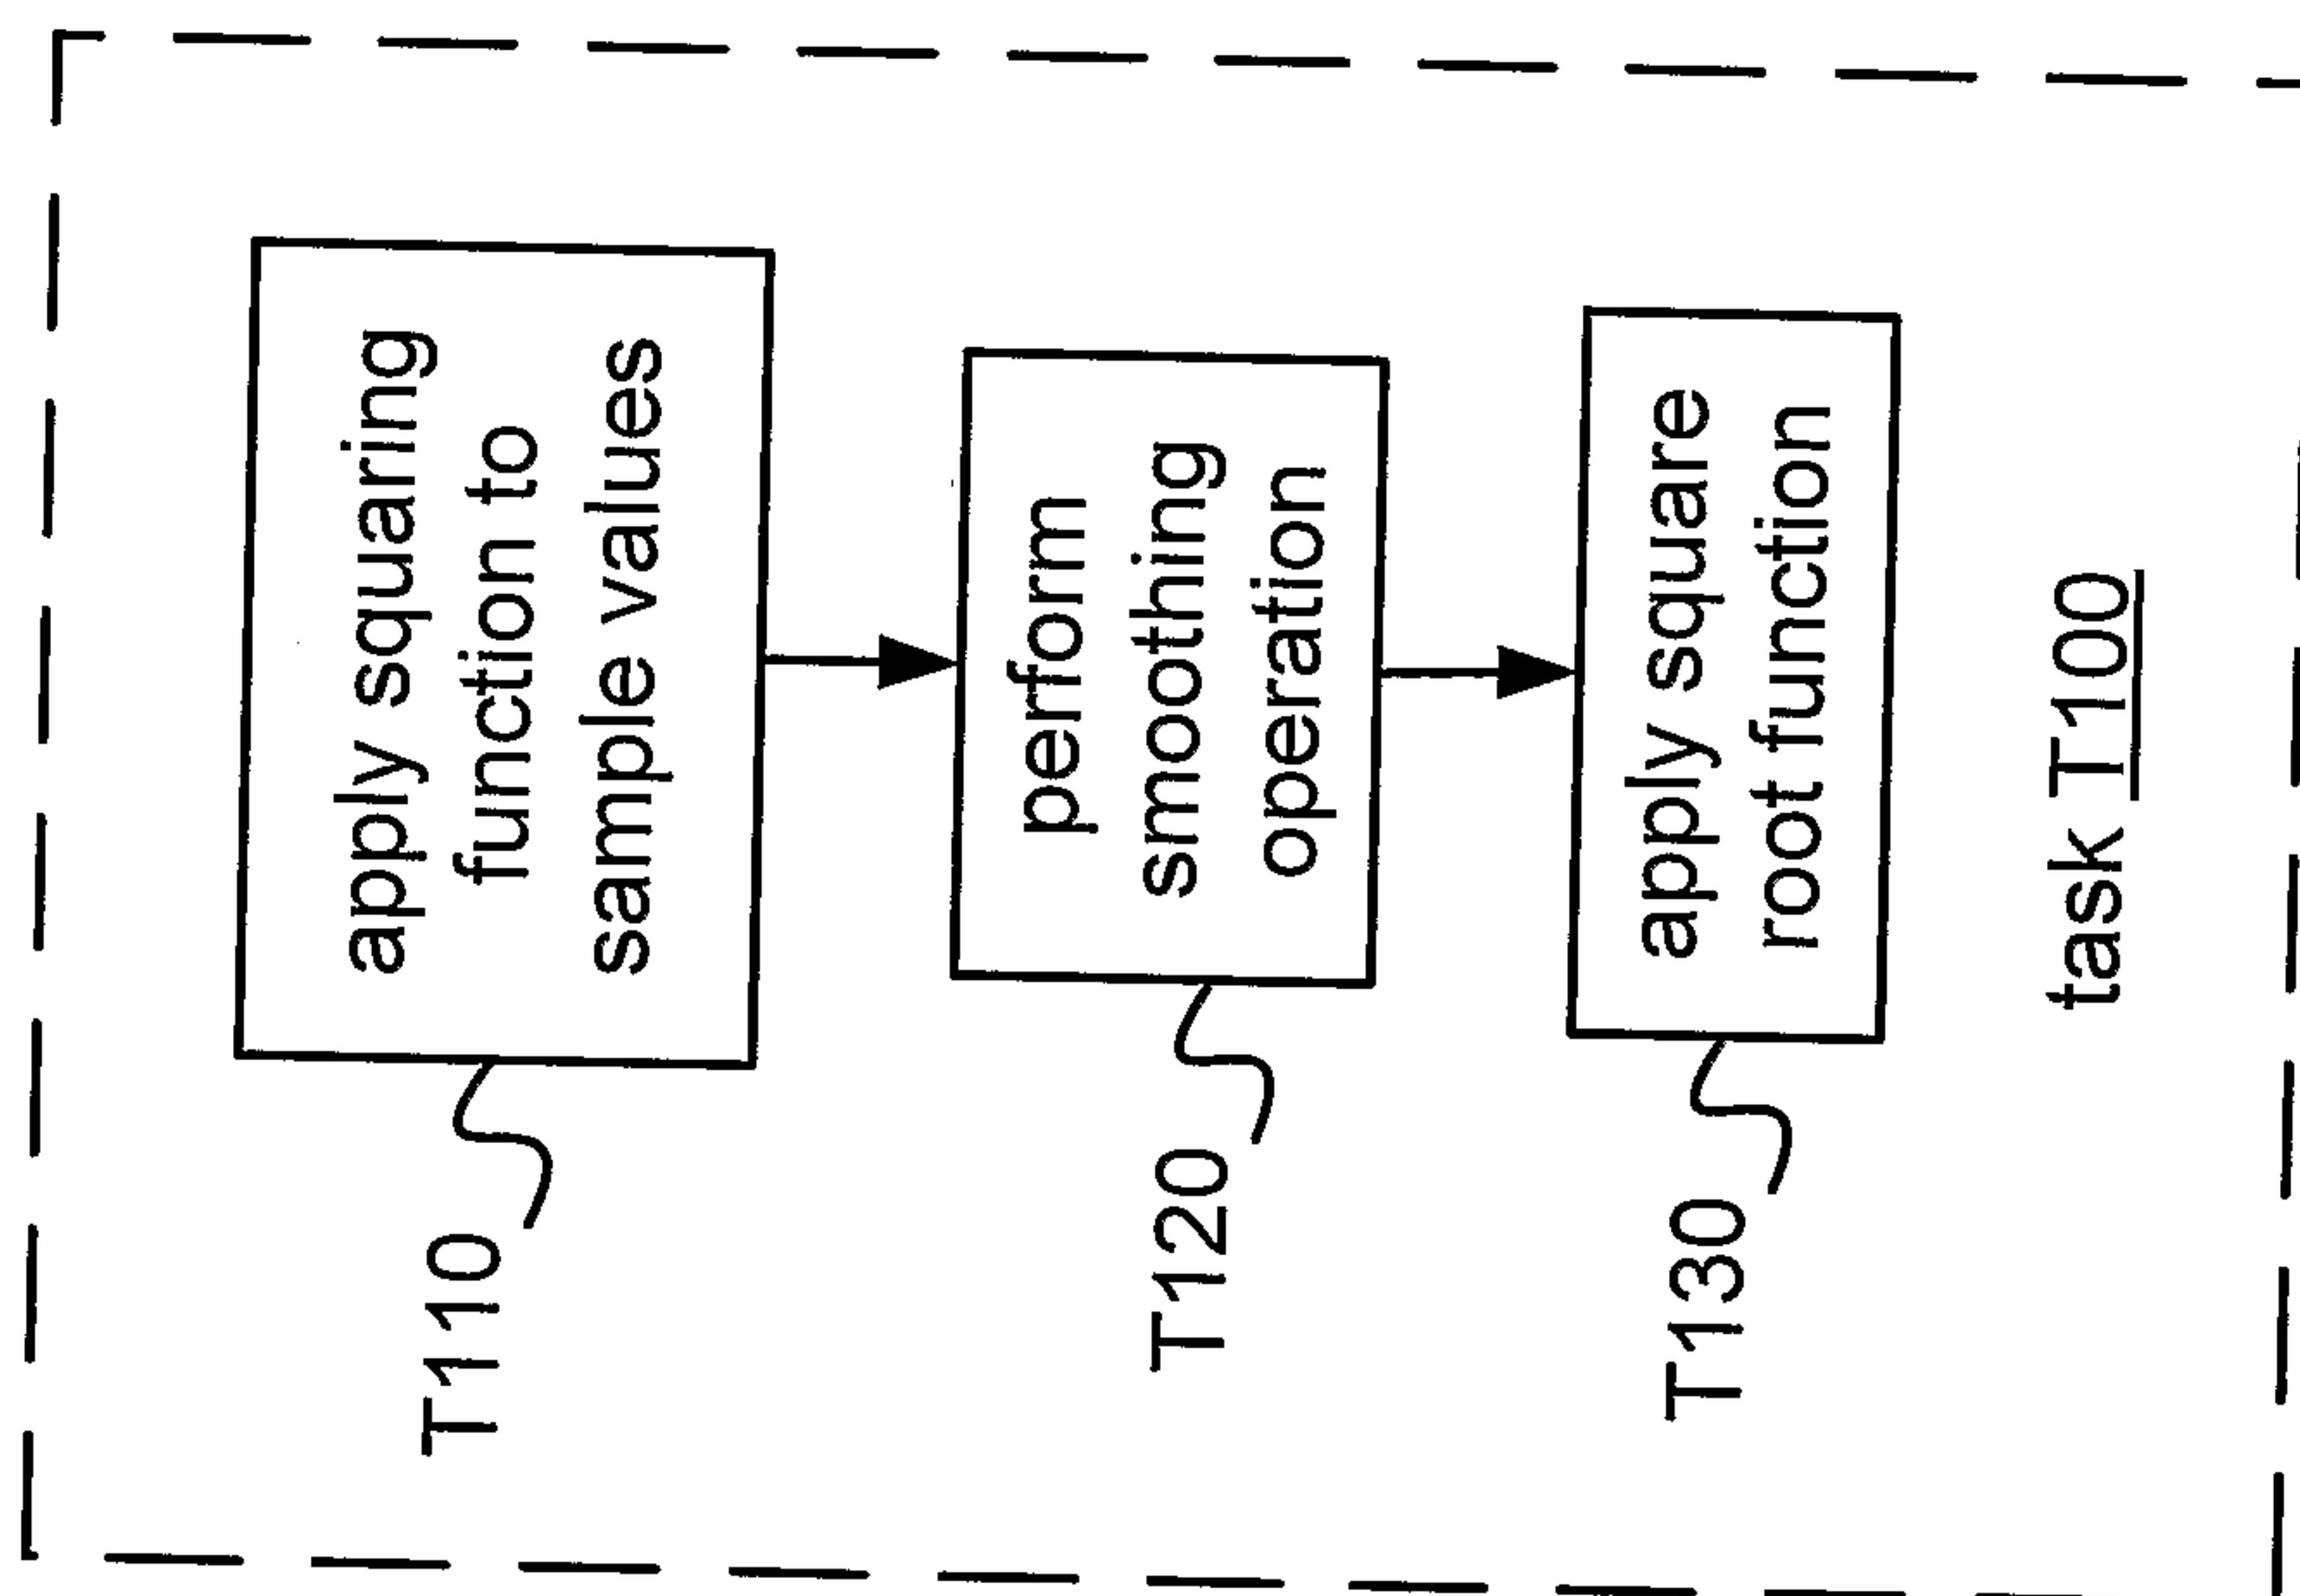 apply squaring
function to
sample values
T110
perform
smoothing
operation
T120
apply square
root function
T130
task T100